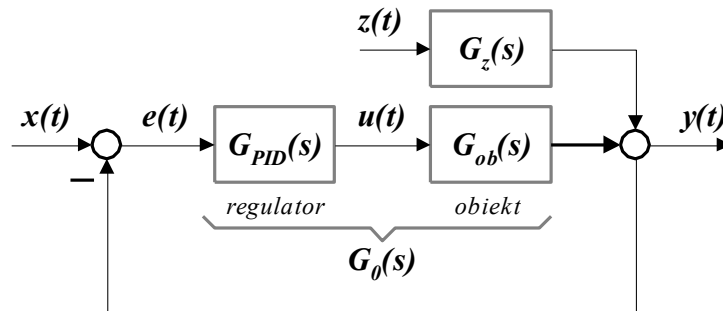 z(t)
G_z(s)
x(t)
e(t)
G_PID(s)
u(t)
G_ob(s)
y(t)
−
regulator
obiekt
G_0(s)